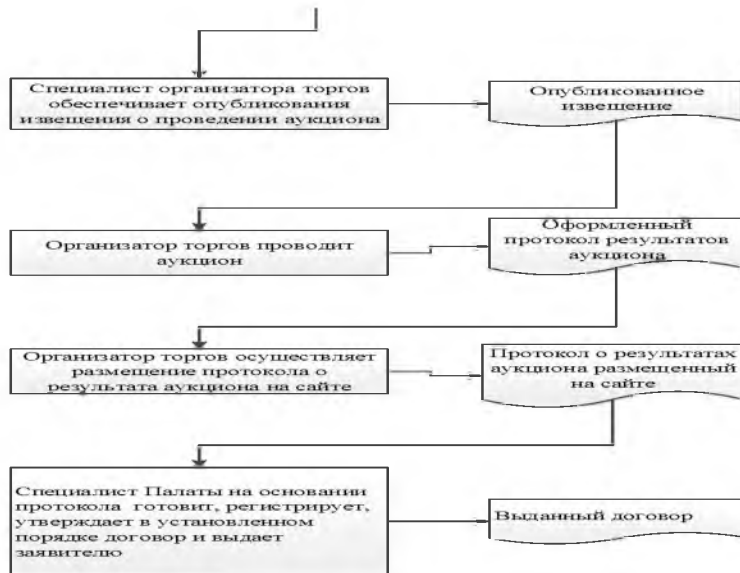 Специалист организатора торгов
обеспечивает опубликования
извещения о проведении аукциона
Опубликованное
извещение
Организатор торгов проводит
аукцион
Оформленный
протокол результатов
аукциона
Организатор торгов осуществляет
размещение протокола о
результата аукциона на сайте
Протокол о результатах
аукциона размещенный
на сайте
Специалист Палаты на основании
протокола готовит, регистрирует,
утверждает в установленном
порядке договор и выдает
заявителю
Выданный договор